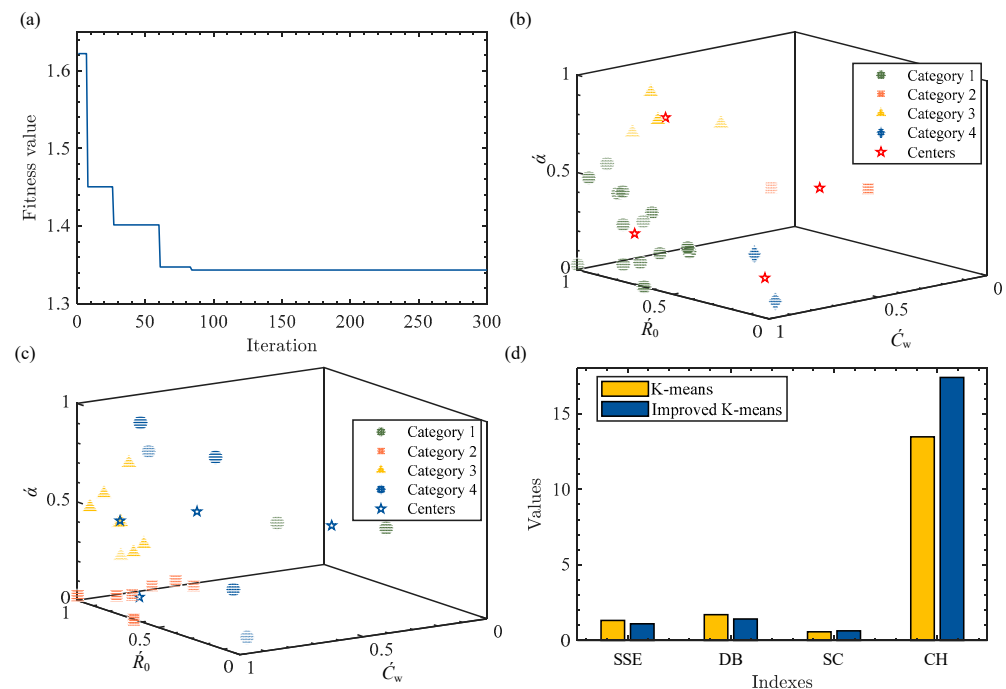 (a)
1.6
1.5
1.4
1.3
Fitness value
0 50 100 150 200 250 300
Iteration
(b)
1
0.5
0
ά
1 0.5 0
Ŕ₀
1 0.5 0
Ć_w
Category 1
Category 2
Category 3
Category 4
Centers
(c)
1
0.5
0
ά
1 0.5 0
Ŕ₀
1 0.5 0
Ć_w
Category 1
Category 2
Category 3
Category 4
Centers
(d)
K-means
Improved K-means
15
10
5
0
Values
SSE DB SC CH
Indexes